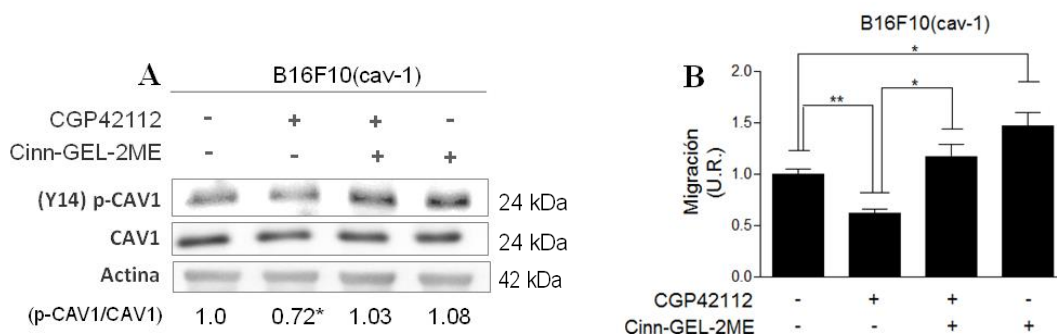 A
B16F10(cav-1)
CGP42112 - + + -
Cinn-GEL-2ME - - + +
(Y14) p-CAV1 24 kDa
CAV1 24 kDa
Actina 42 kDa
(p-CAV1/CAV1) 1.0 0.72* 1.03 1.08
B16F10(cav-1)
B
*
** *
2.0
1.5
1.0
0.5
0.0
Migración
(U.R.)
CGP42112 - + + -
Cinn-GEL-2ME - - + +